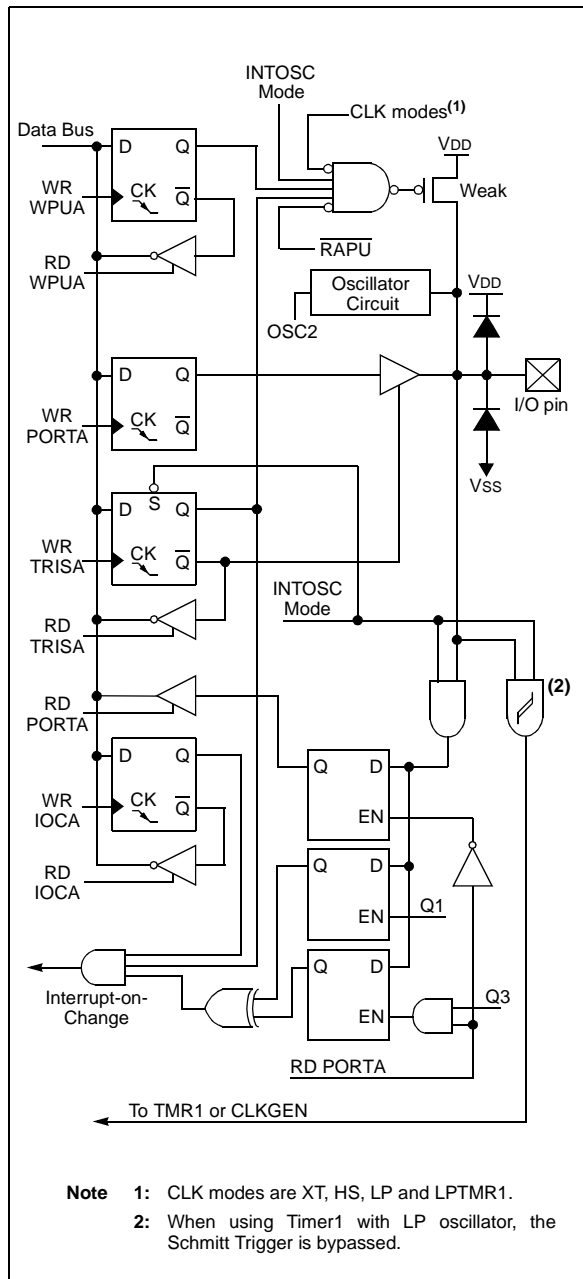 INTOSC
Mode
CLK modes(1)
Data Bus
VDD
D Q
WR
WPUA
CK Q
Weak
RD
WPUA
RAPU
Oscillator
Circuit
VDD
OSC2
D Q
I/O pin
WR
PORTA
CK Q
VSS
D S Q
WR
TRISA
CK Q
INTOSC
Mode
RD
TRISA
(2)
RD
PORTA
D Q
Q D
WR
IOCA
CK Q
EN
RD
IOCA
Q D
EN Q1
Q D
Interrupt-on-
Change
EN
Q3
RD PORTA
To TMR1 or CLKGEN
Note 1: CLK modes are XT, HS, LP and LPTMR1.
2: When using Timer1 with LP oscillator, the
Schmitt Trigger is bypassed.